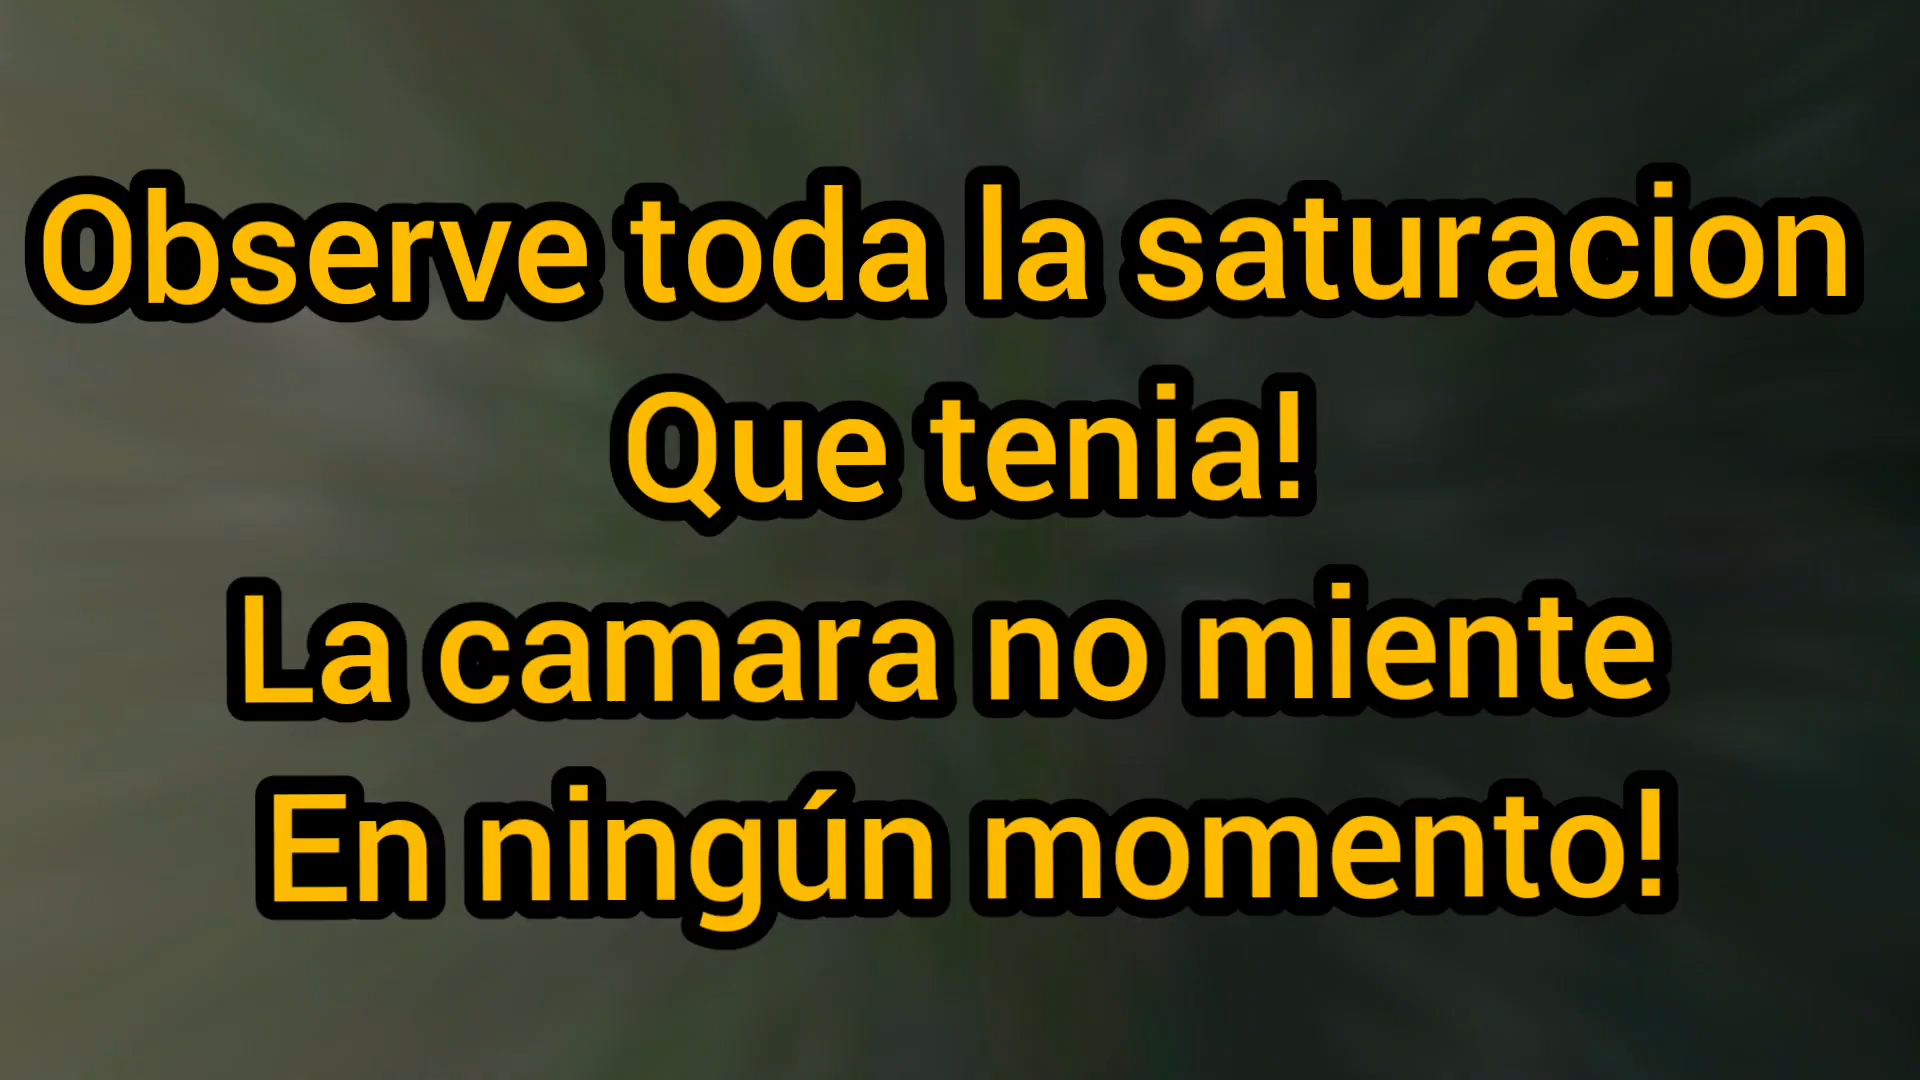 Observe toda la saturacion
Que tenia!
La camara no miente
En ningún momento!